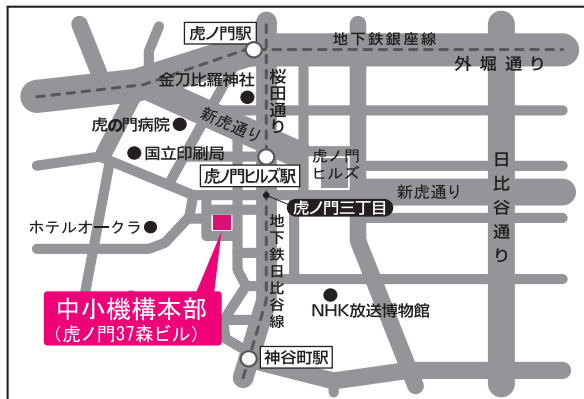 虎ノ門駅
地下鉄銀座線
外堀通り
金刀比羅神社
桜田通り
虎の門病院
新虎通り
国立印刷局
虎ノ門
ヒルズ
虎ノ門ヒルズ駅
日比谷通り
新虎通り
虎ノ門三丁目
ホテルオークラ
地下鉄日比谷線
中小機構本部
(虎ノ門37森ビル)
NHK放送博物館
神谷町駅